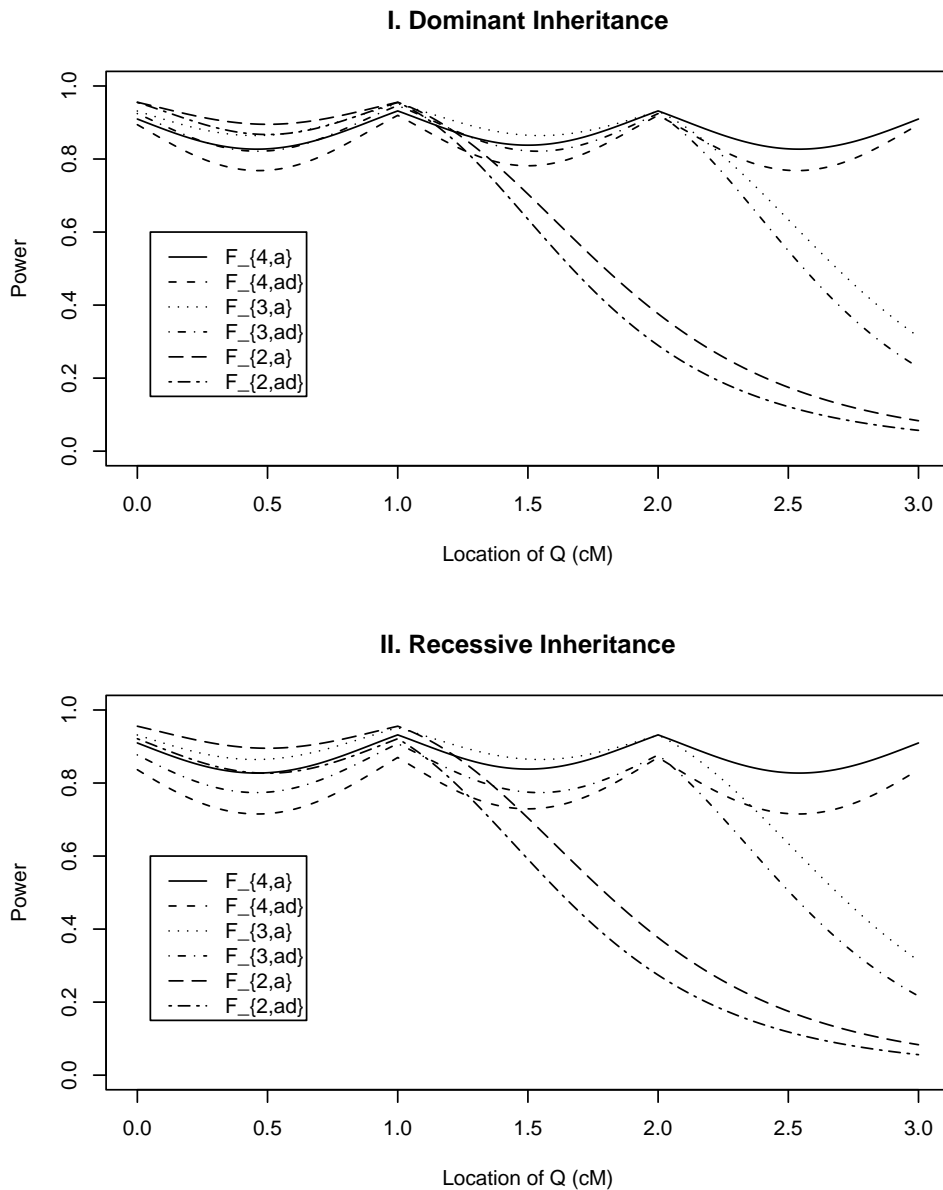 I. Dominant Inheritance
1.0
0.8
0.6
0.4
0.2
0.0
Power
F_{4,a}
F_{4,ad}
F_{3,a}
F_{3,ad}
F_{2,a}
F_{2,ad}
0.0 0.5 1.0 1.5 2.0 2.5 3.0
Location of Q (cM)
II. Recessive Inheritance
1.0
0.8
0.6
0.4
0.2
0.0
Power
F_{4,a}
F_{4,ad}
F_{3,a}
F_{3,ad}
F_{2,a}
F_{2,ad}
0.0 0.5 1.0 1.5 2.0 2.5 3.0
Location of Q (cM)